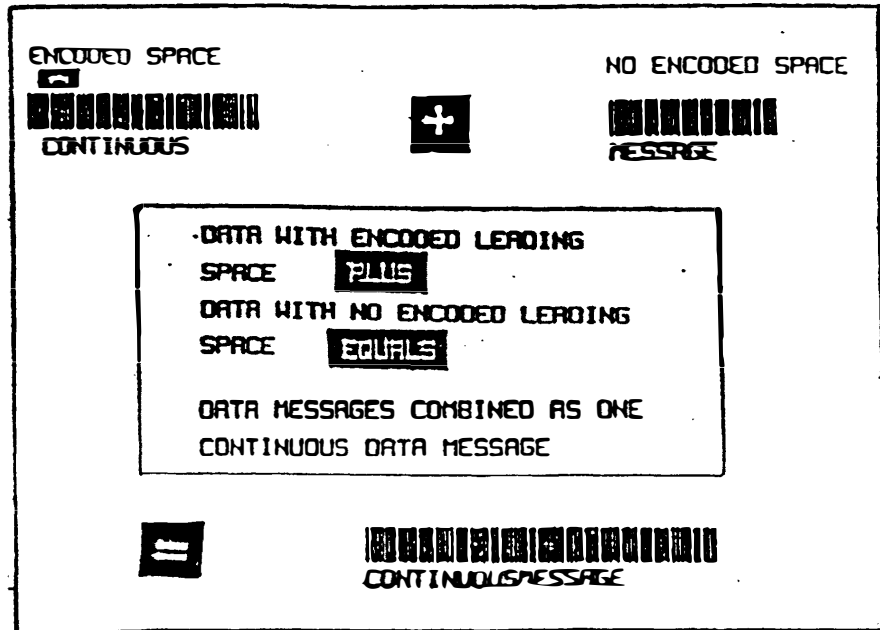 ENCODED SPACE
NO ENCODED SPACE
+
CONTINUOUS
MESSAGE
DATA WITH ENCODED LEADING
SPACE PLUS
DATA WITH NO ENCODED LEADING
SPACE EQUALS
DATA MESSAGES COMBINED AS ONE
CONTINUOUS DATA MESSAGE
=
CONTINUOUSMESSAGE